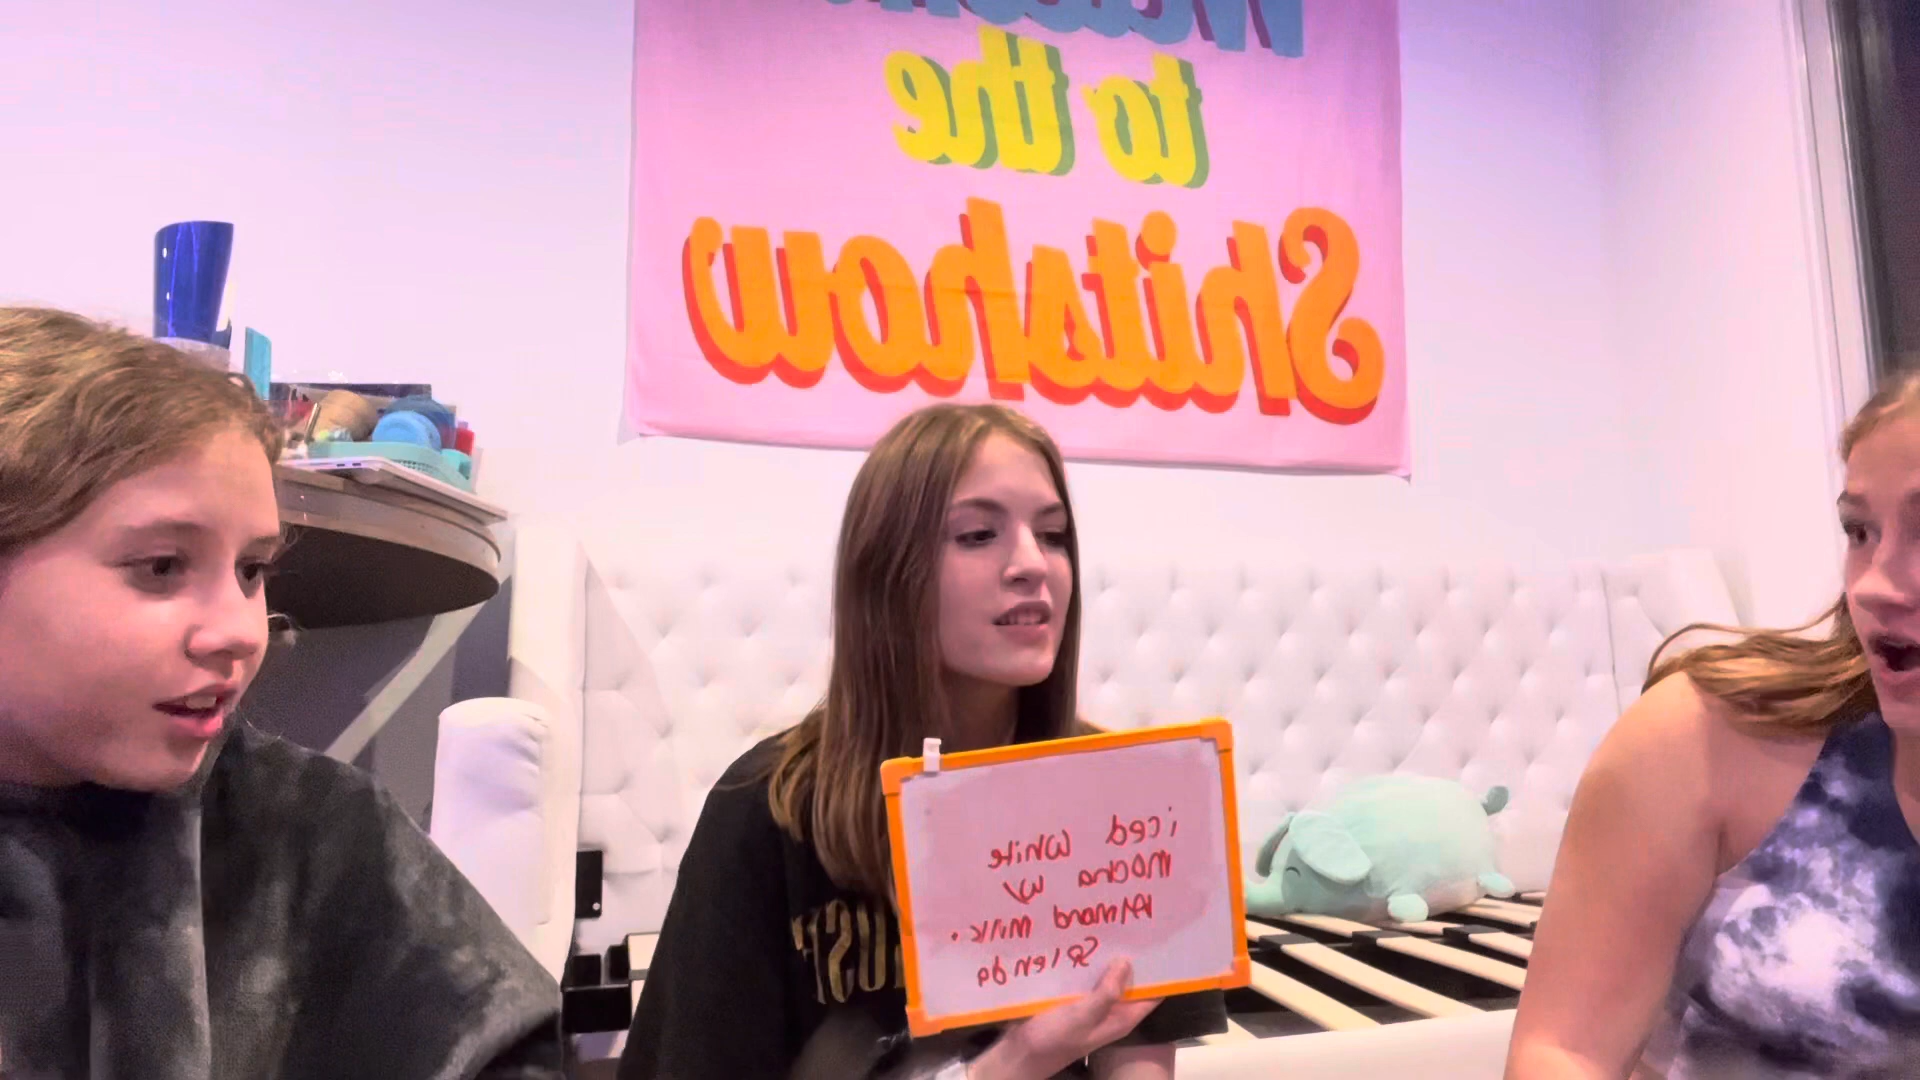 to the
Shitshow
iced white
mocha w/
Almond milk.
Splenda